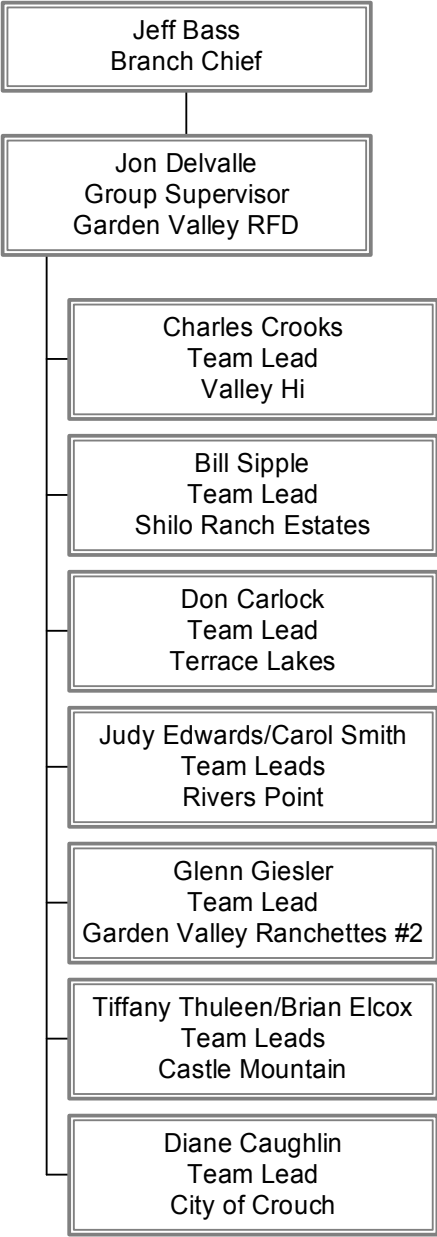 Jeff Bass
Branch Chief
Jon Delvalle
Group Supervisor
Garden Valley RFD
Charles Crooks
Team Lead
Valley Hi
Bill Sipple
Team Lead
Shilo Ranch Estates
Don Carlock
Team Lead
Terrace Lakes
Judy Edwards/Carol Smith
Team Leads
Rivers Point
Glenn Giesler
Team Lead
Garden Valley Ranchettes #2
Tiffany Thuleen/Brian Elcox
Team Leads
Castle Mountain
Diane Caughlin
Team Lead
City of Crouch